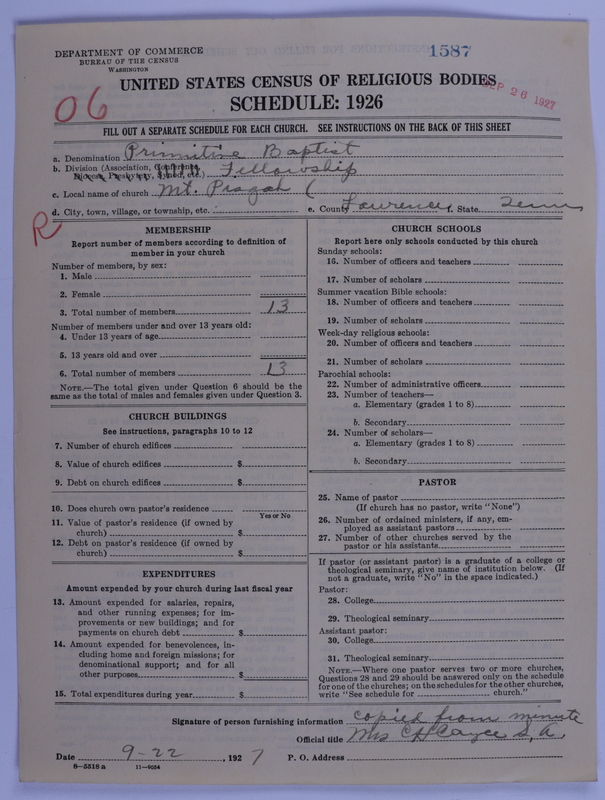 DEPARTMENT OF COMMERCE
BUREAU OF THE CENSUS
WASHINGTON
1587
UNITED STATES CENSUS OF RELIGIOUS BODIES
SCHEDULE: 1926
SEP 26 1927
06
FILL OUT A SEPARATE SCHEDULE FOR EACH CHURCH. SEE INSTRUCTIONS ON THE BACK OF THIS SHEET
a. Denomination Primitive Baptist
b. Division (Association, Conference,
Diocese, Presbytery, Synod, etc.) Fellowship
c. Local name of church Mt. Pisgah (
d. City, town, village, or township, etc. e. County Lawrence, State Tenn
R
MEMBERSHIP
Report number of members according to definition of
member in your church
Number of members, by sex:
1. Male
2. Female
3. Total number of members 13
Number of members under and over 13 years old:
4. Under 13 years of age
5. 13 years old and over
6. Total number of members 13
NOTE.—The total given under Question 6 should be the
same as the total of males and females given under Question 3.
CHURCH BUILDINGS
See instructions, paragraphs 10 to 12
7. Number of church edifices
8. Value of church edifices $
9. Debt on church edifices $
10. Does church own pastor's residence
Yes or No
11. Value of pastor's residence (if owned by
church) $
12. Debt on pastor's residence (if owned by
church) $
EXPENDITURES
Amount expended by your church during last fiscal year
13. Amount expended for salaries, repairs,
and other running expenses; for im-
provements or new buildings; and for
payments on church debt $
14. Amount expended for benevolences, in-
cluding home and foreign missions; for
denominational support; and for all
other purposes $
15. Total expenditures during year $
CHURCH SCHOOLS
Report here only schools conducted by this church
Sunday schools:
16. Number of officers and teachers
17. Number of scholars
Summer vacation Bible schools:
18. Number of officers and teachers
19. Number of scholars
Week-day religious schools:
20. Number of officers and teachers
21. Number of scholars
Parochial schools:
22. Number of administrative officers
23. Number of teachers—
a. Elementary (grades 1 to 8)
b. Secondary
24. Number of scholars—
a. Elementary (grades 1 to 8)
b. Secondary
PASTOR
25. Name of pastor
(If church has no pastor, write "None")
26. Number of ordained ministers, if any, em-
ployed as assistant pastors
27. Number of other churches served by the
pastor or his assistants
If pastor (or assistant pastor) is a graduate of a college or
theological seminary, give name of institution below. (If
not a graduate, write "No" in the space indicated.)
Pastor:
28. College
29. Theological seminary
Assistant pastor:
30. College
31. Theological seminary
NOTE.—Where one pastor serves two or more churches,
Questions 28 and 29 should be answered only on the schedule
for one of the churches; on the schedules for the other churches,
write "See schedule for church."
Signature of person furnishing information copied from minute
Official title Mrs C H Cayce S, A,
Date 9-22, 1927 P. O. Address
8—5318 a 11—9034